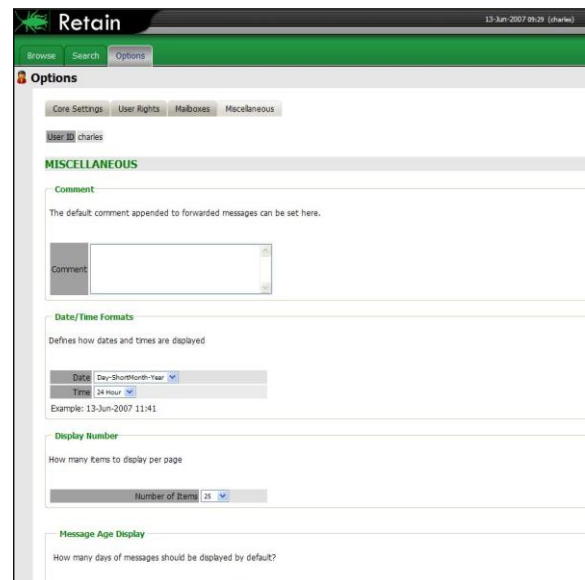 Retain
13-Jun-2007 09:29 (charles)
Browse Search Options
Options
Core Settings User Rights Mailboxes Miscellaneous
User ID charles
MISCELLANEOUS
Comment
The default comment appended to forwarded messages can be set here.
Comment
Date/Time Formats
Defines how dates and times are displayed
Date Day-ShortMonth-Year
Time 24 Hour
Example: 13-Jun-2007 11:41
Display Number
How many items to display per page
Number of Items 25
Message Age Display
How many days of messages should be displayed by default?